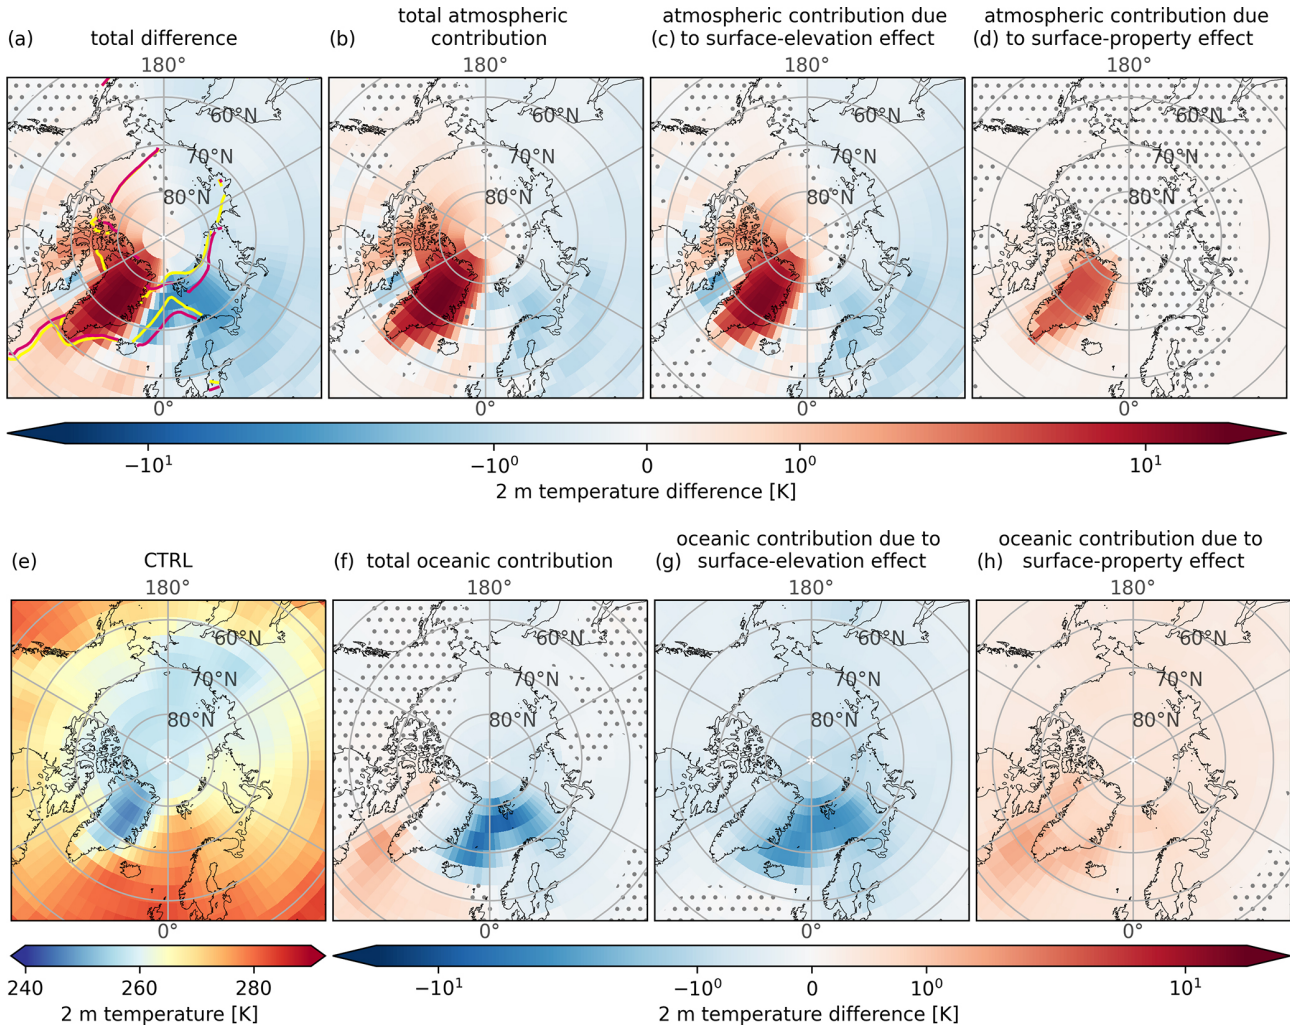 total atmospheric
atmospheric contribution due
atmospheric contribution due
(a) total difference
(b) contribution
(c) to surface-elevation effect
(d) to surface-property effect
180°
180°
180°
180°
60°N
60°N
60°N
60°N
70°N
70°N
70°N
70°N
80°N
80°N
80°N
80°N
0°
0°
0°
0°
−10¹ −10⁰ 0 10⁰ 10¹
2 m temperature difference [K]
oceanic contribution due to
oceanic contribution due to
(e) CTRL
(f) total oceanic contribution
(g) surface-elevation effect
(h) surface-property effect
180°
180°
180°
180°
60°N
60°N
60°N
60°N
70°N
70°N
70°N
70°N
80°N
80°N
80°N
80°N
0°
0°
0°
0°
240 260 280
2 m temperature [K]
−10¹ −10⁰ 0 10⁰ 10¹
2 m temperature difference [K]